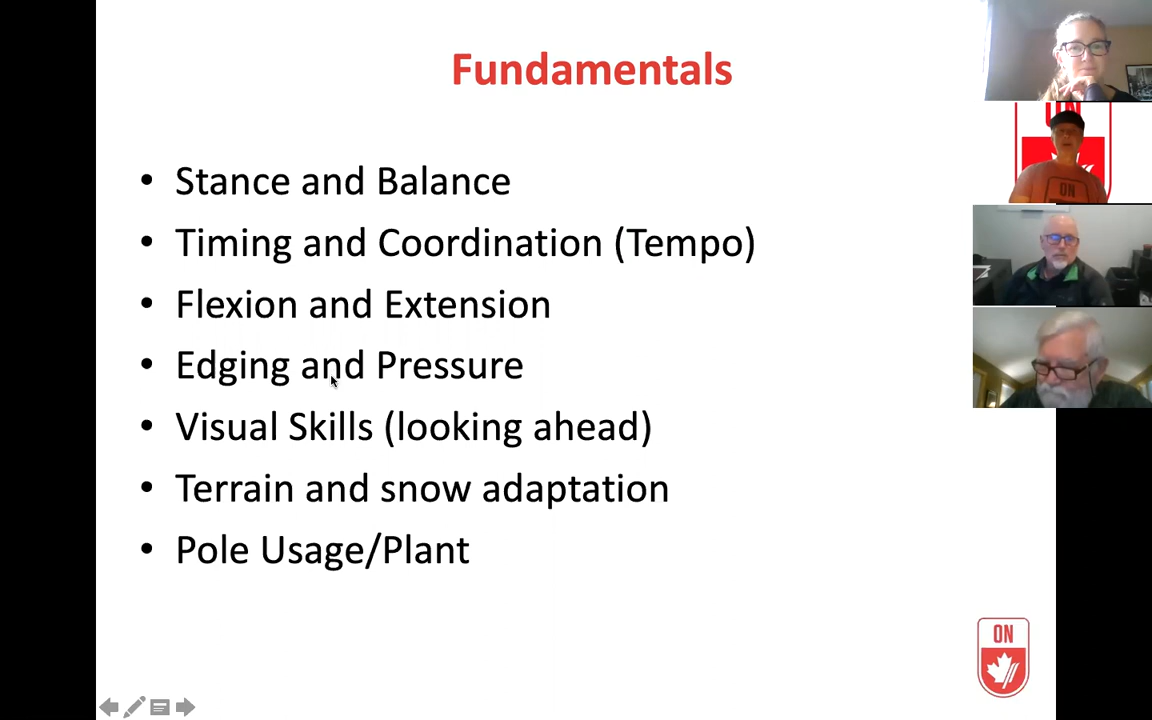 Fundamentals
• Stance and Balance
• Timing and Coordination (Tempo)
• Flexion and Extension
• Edging and Pressure
• Visual Skills (looking ahead)
• Terrain and snow adaptation
• Pole Usage/Plant
ON
ON
ON